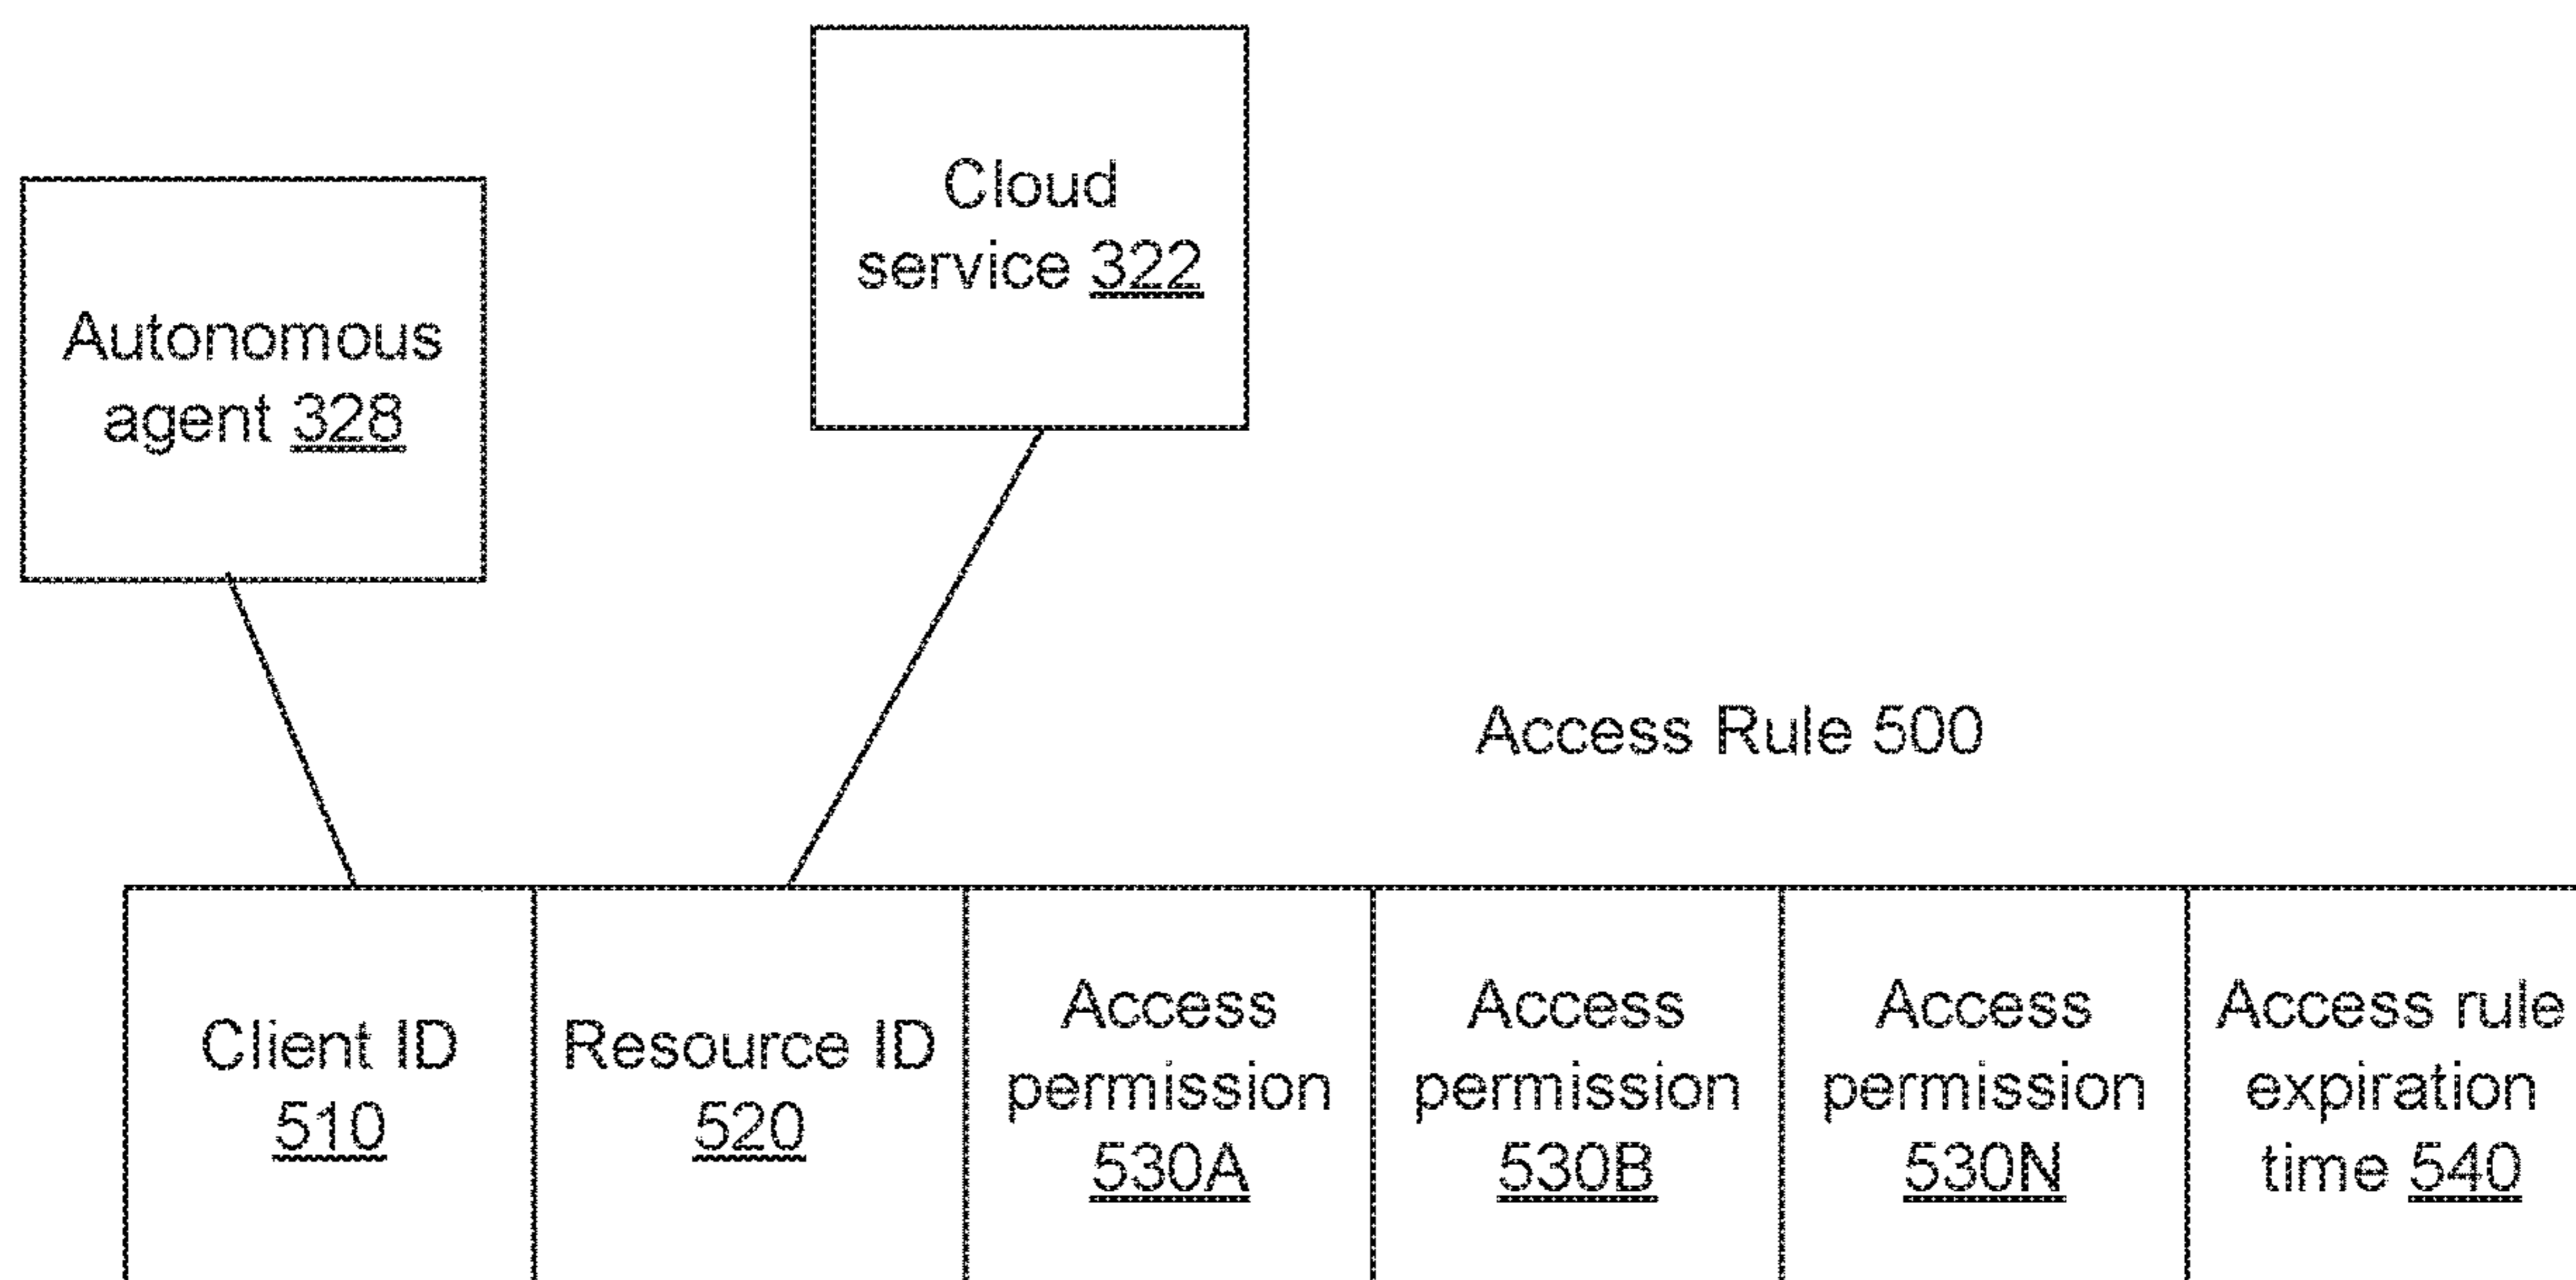 Cloud
service 322
Autonomous
agent 328
Access Rule 500
Client ID
510
Resource ID
520
Access
permission
530A
Access
permission
530B
Access
permission
530N
Access rule
expiration
time 540